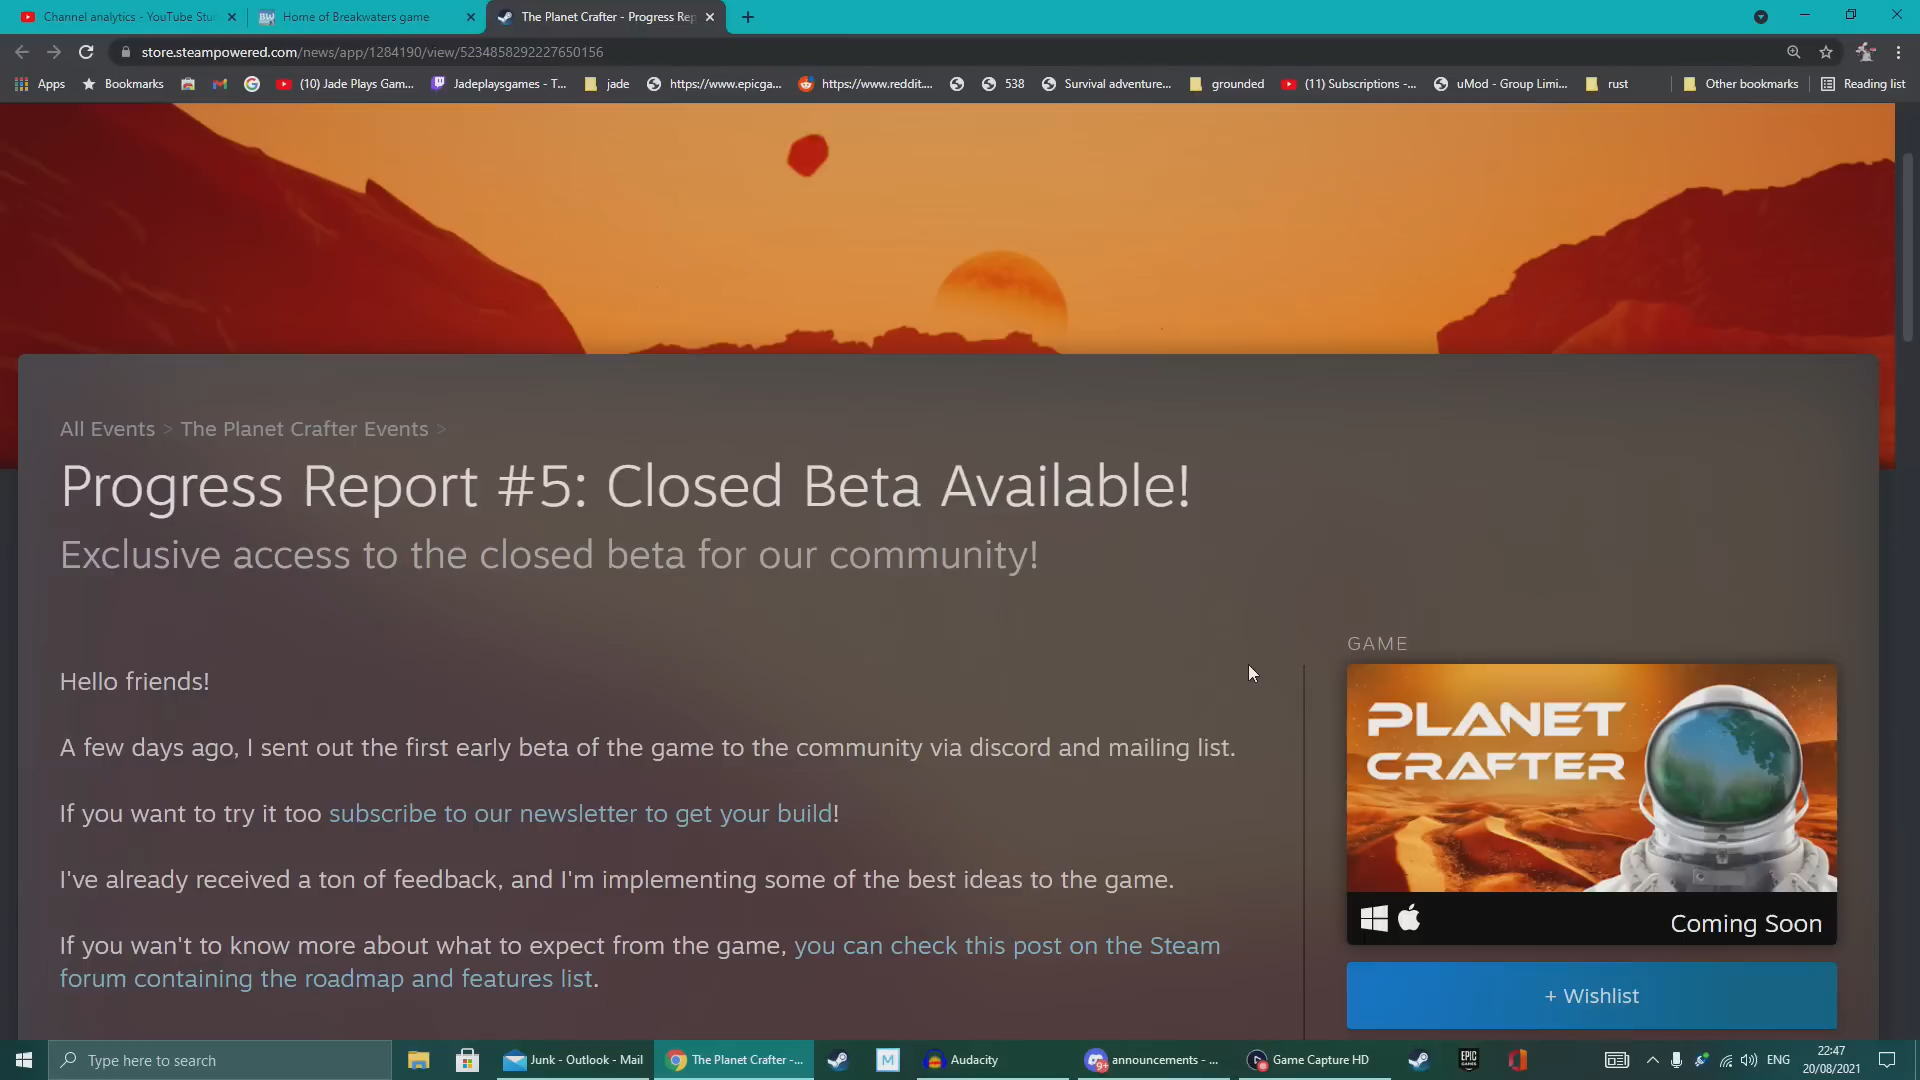 Channel analytics - YouTube Stu
Home of Breakwaters game
The Planet Crafter - Progress Rep
store.steampowered.com/news/app/1284190/view/5234858292227650156
Apps
Bookmarks
(10) Jade Plays Gam...
Jadeplaysgames - T...
jade
https://www.epicga...
https://www.reddit....
538
Survival adventure...
grounded
(11) Subscriptions -...
uMod - Group Limi...
rust
Other bookmarks
Reading list
All Events > The Planet Crafter Events >
Progress Report #5: Closed Beta Available!
Exclusive access to the closed beta for our community!
GAME
Hello friends!
PLANET
CRAFTER
A few days ago, I sent out the first early beta of the game to the community via discord and mailing list.
If you want to try it too subscribe to our newsletter to get your build!
I've already received a ton of feedback, and I'm implementing some of the best ideas to the game.
Coming Soon
If you wan't to know more about what to expect from the game, you can check this post on the Steam
forum containing the roadmap and features list.
+ Wishlist
Type here to search
Junk - Outlook - Mail
The Planet Crafter -...
M
Audacity
9+
announcements - ...
Game Capture HD
EPIC
GAMES
ENG
22:47
20/08/2021